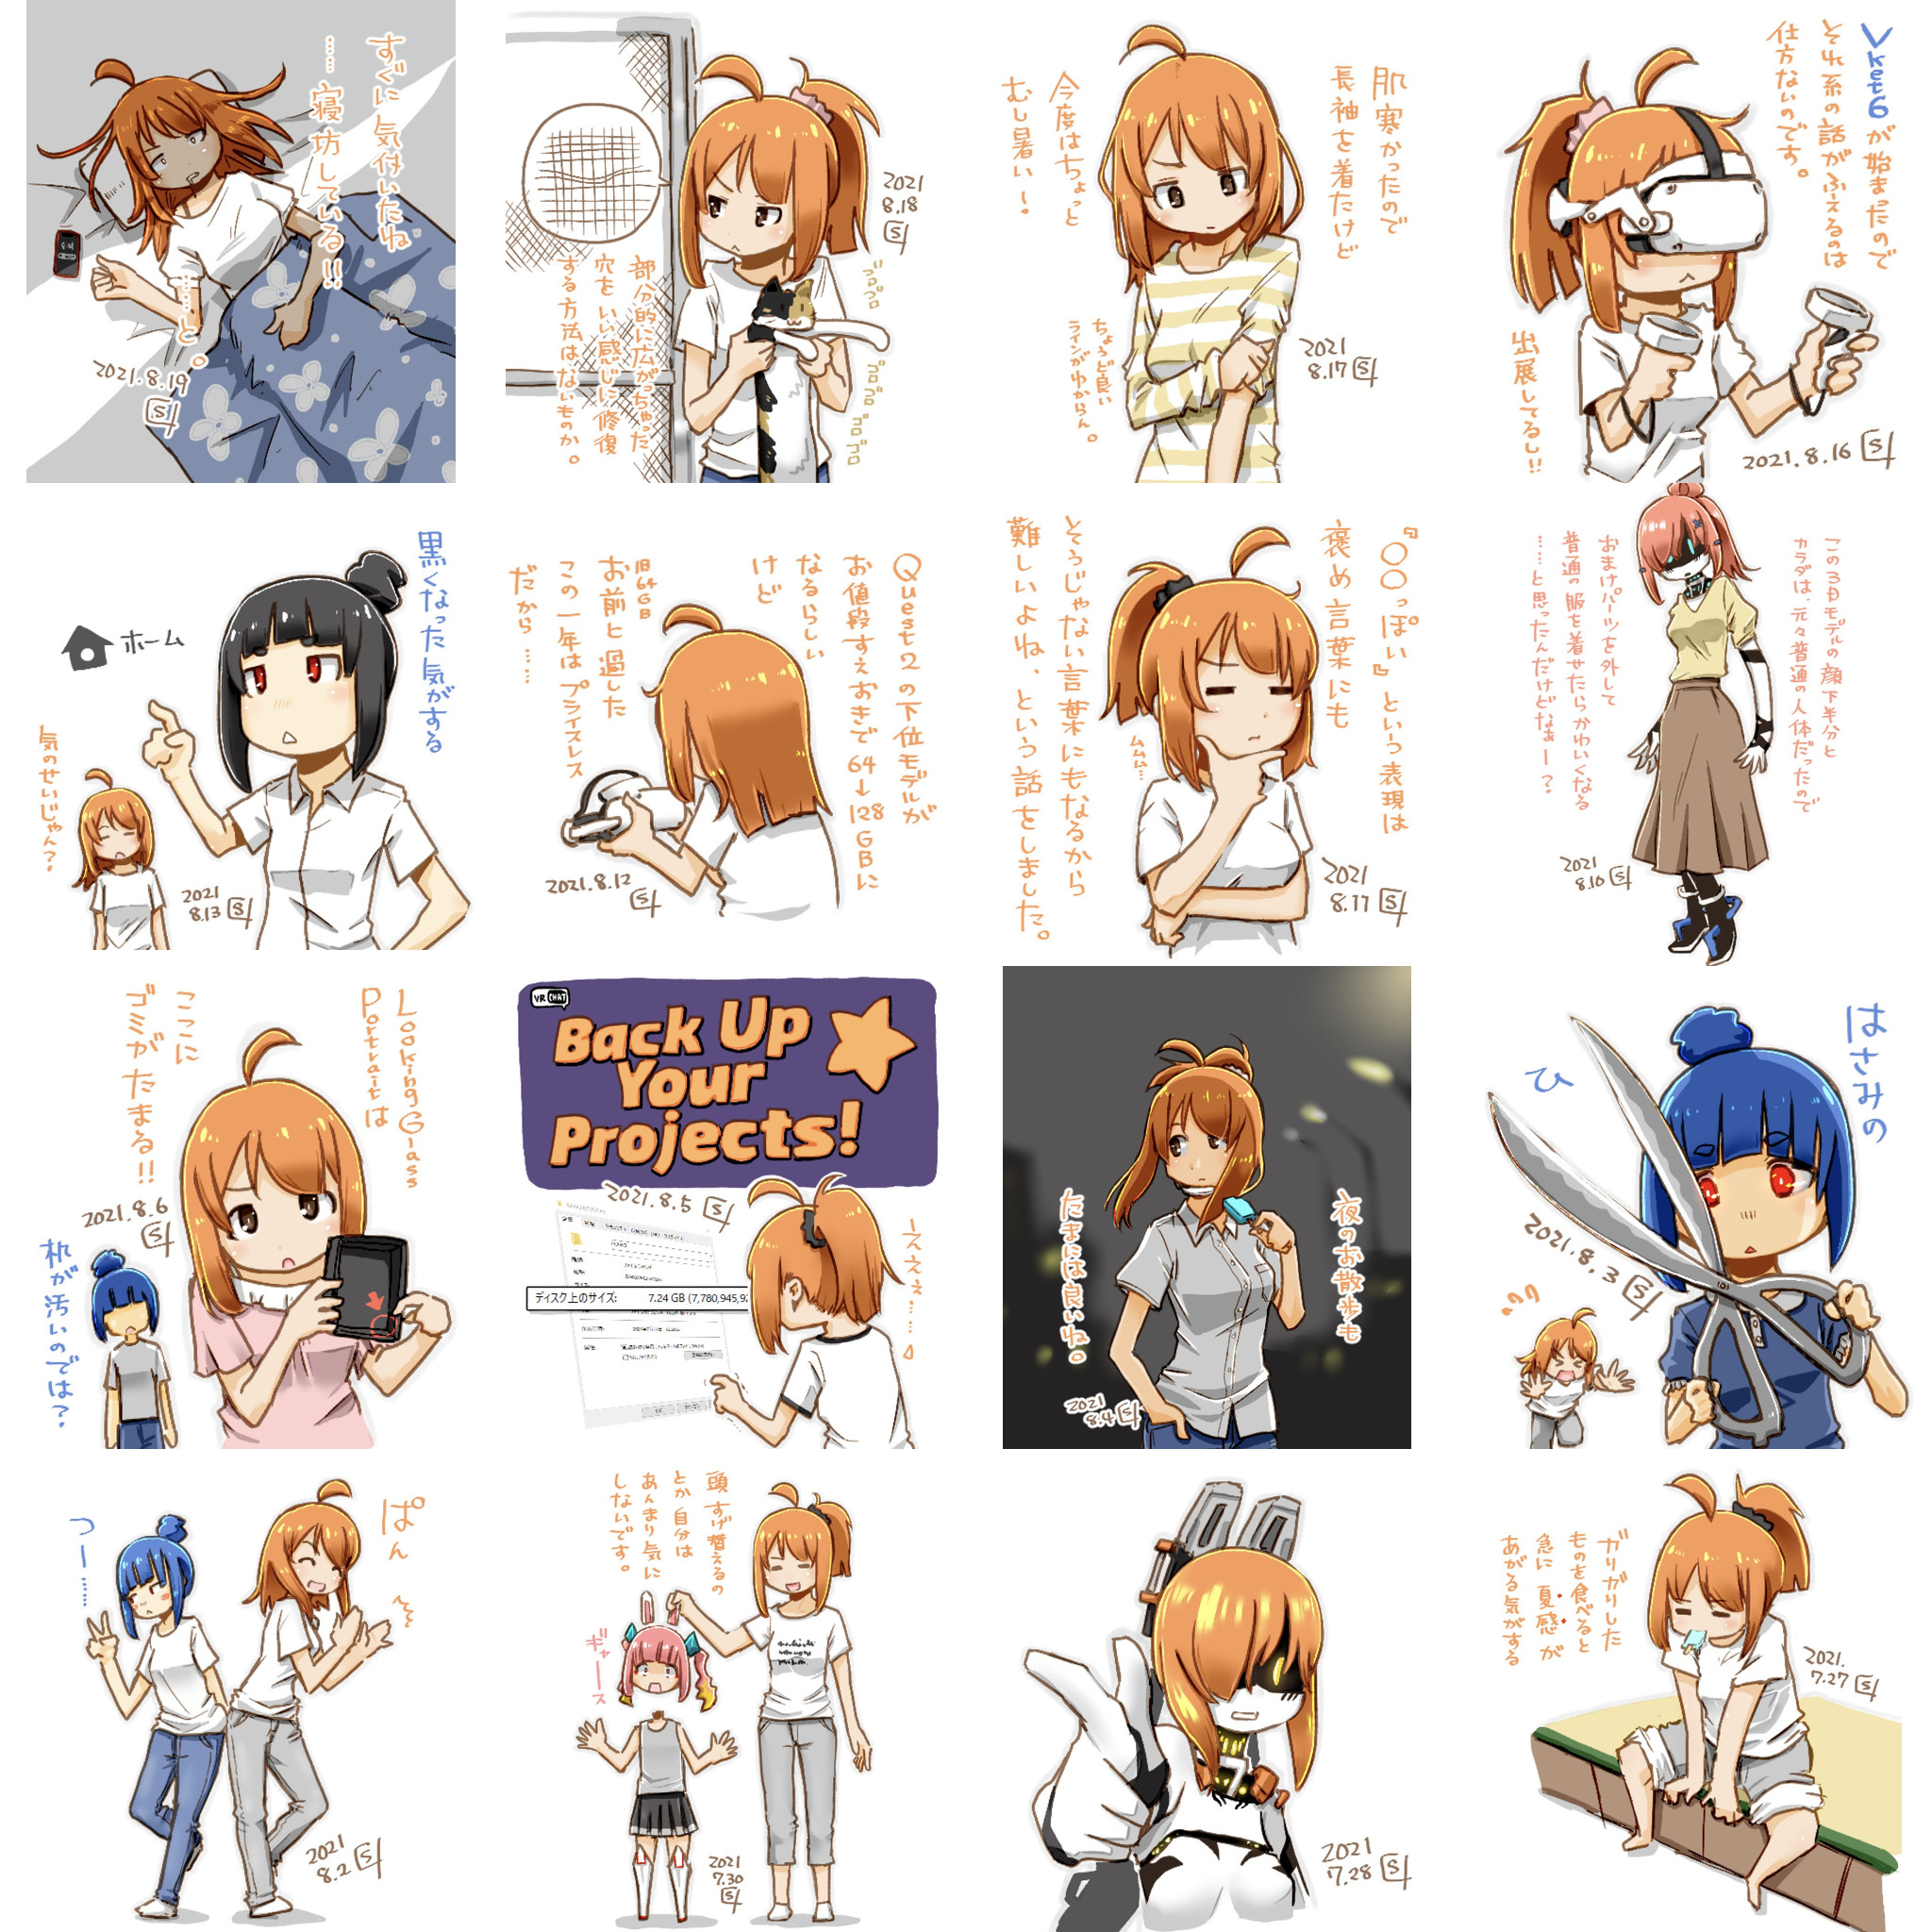 すぐに気付いたね
……寝坊している!!
……と。
2021.8.19
2021
8.18
部分的に広がっちゃった
穴をいい感じに修復
する方法はないものか。
ゴロゴロ
ゴロゴロ
ゴロゴロ
肌寒かったので
長袖を着たけど
今度はちょっと
むし暑い!
ちょうど良い
ラインがわからん。
2021
8.17
Vket6が始まったので
それ系の話がふえるのは
仕方ないのです。
出展してるし!!
2021.8.16
黒くなった気がする
ホーム
気のせいじゃん?
2021
8.13
Quest2の下位モデルが
お値段すえおきで64→128GBに
なるらしい
けど
旧64GB
お前と過した
この一年はプライスレス
だから……
2021.8.12
『〇〇っぽい』という表現は
褒め言葉にも
そうじゃない言葉にもなるから
難しいよね、という話をしました。
ムムム…
2021
8.11
この3Dモデルの顔下半分と
カラダは、元々普通の人体だったので
おまけパーツを外して
普通の服を着せたらかわいくなる
……と思ったんだけどなぁー?
2021
8.10
LookingGlass
Portraitは
ここに
ゴミがたまる!!
2021.8.6
机が汚いのでは?
VRCHAT
Back Up
Your
Projects!
2021.8.5
ディスク上のサイズ: 7.24 GB (7,780,945,92
ーえええ……
夜のお散歩も
たまには良いね。
2021
8.4
はさみの
ひ
2021.8.3
ぱん
つー……
2021
8.2
頭すげ替えるの
とか自分は
あんまり気に
しないです。
ギャース
2021
7.30
7
2021
7.28
ガリガリした
ものを食べると
急に夏感が
あがる気がする
2021.
7.27